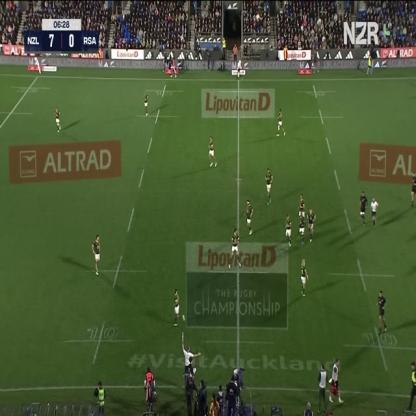 06:28
NZR+
NZL 7 0 RSA
LipovitanD
ALTRAD
ALTRAD
LipovitanD
THE RUGBY
CHAMPIONSHIP
#VisitAuckland